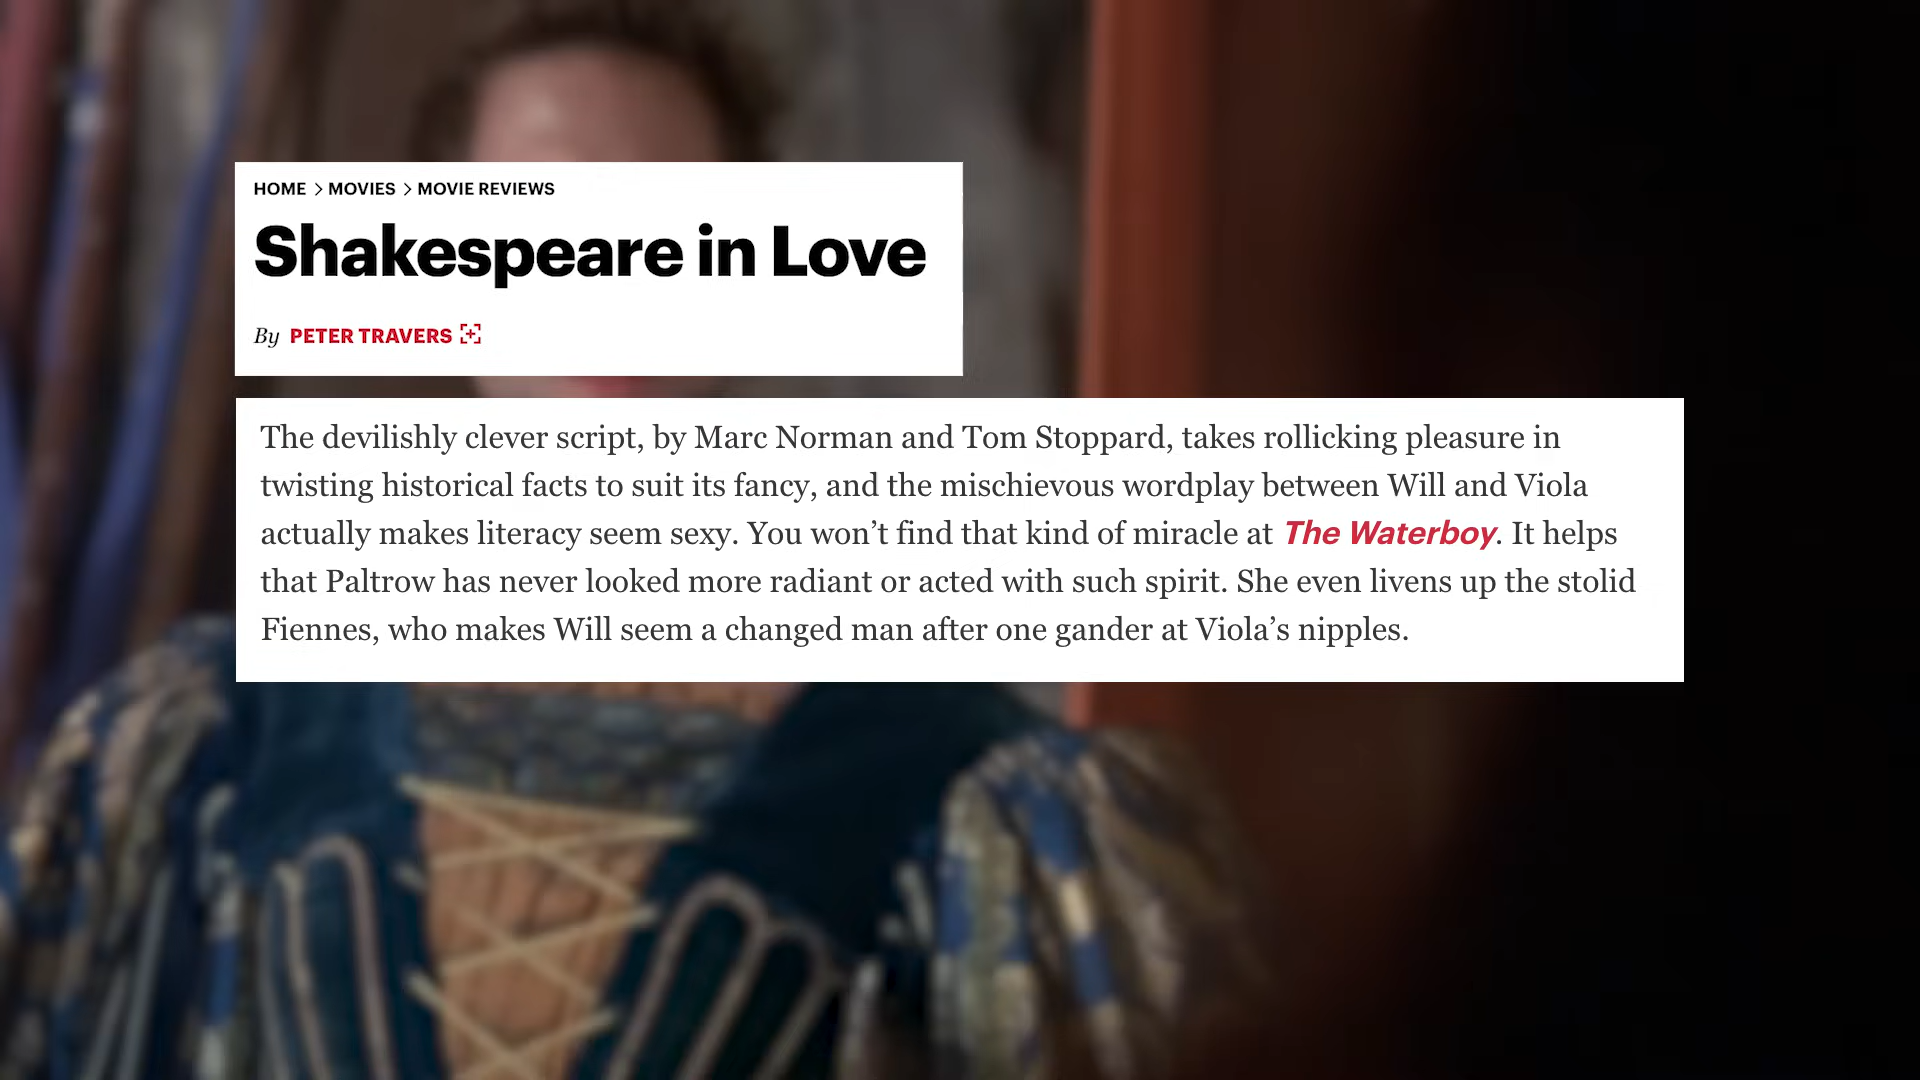 HOME > MOVIES > MOVIE REVIEWS
Shakespeare in Love
By PETER TRAVERS
The devilishly clever script, by Marc Norman and Tom Stoppard, takes rollicking pleasure in
twisting historical facts to suit its fancy, and the mischievous wordplay between Will and Viola
actually makes literacy seem sexy. You won’t find that kind of miracle at The Waterboy. It helps
that Paltrow has never looked more radiant or acted with such spirit. She even livens up the stolid
Fiennes, who makes Will seem a changed man after one gander at Viola’s nipples.